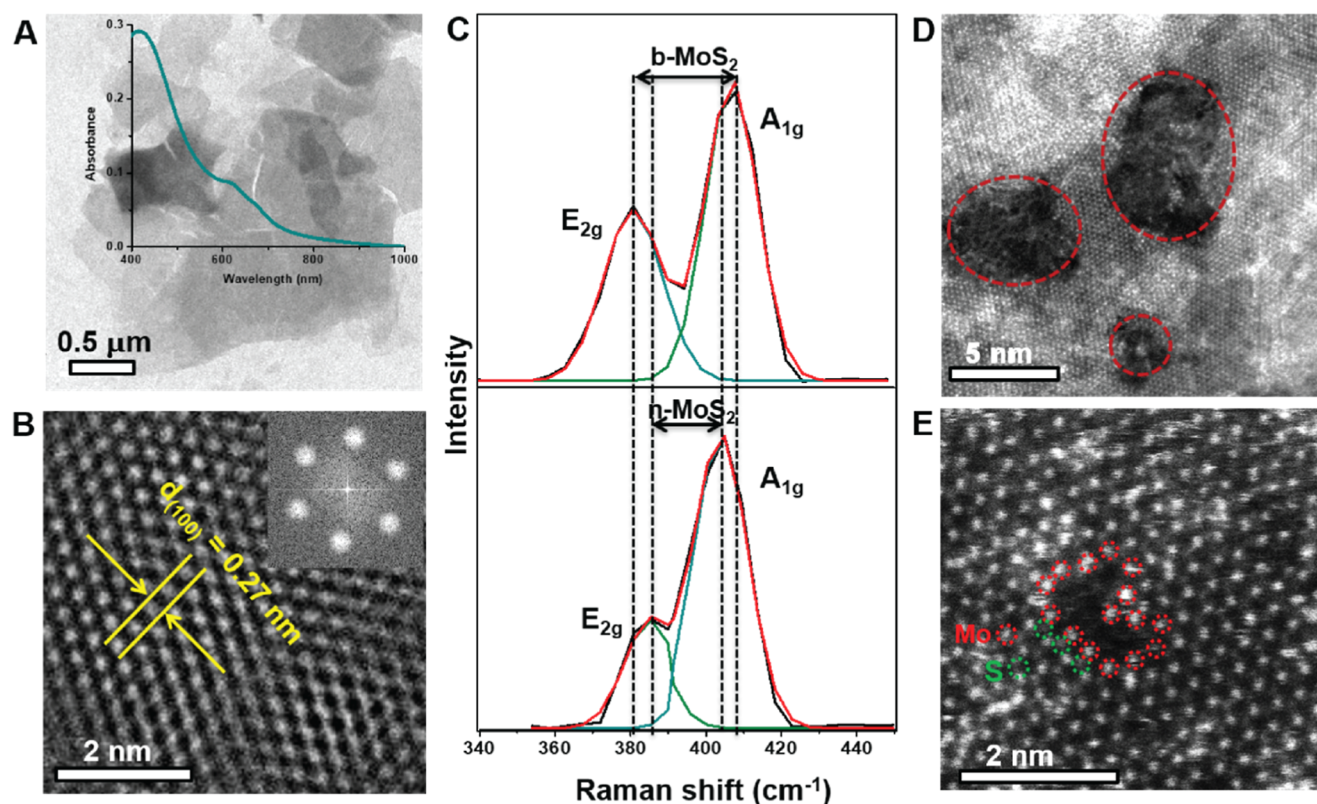 A
0.3
0.2
0.1
0.0
Absorbance
400
600
800
1000
Wavelength (nm)
0.5 μm
B
d(100) = 0.27 nm
2 nm
C
b-MoS2
A1g
E2g
n-MoS2
A1g
E2g
Intensity
340
380
400
420
440
Raman shift (cm-1)
D
5 nm
E
Mo
S
2 nm